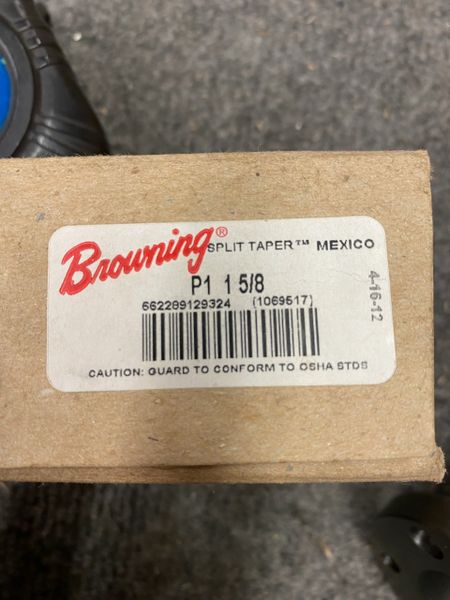 Browning® SPLIT TAPER™ MEXICO
P1 1 5/8
662289129324 (1069517)
4-16-12
CAUTION: GUARD TO CONFORM TO OSHA STDS